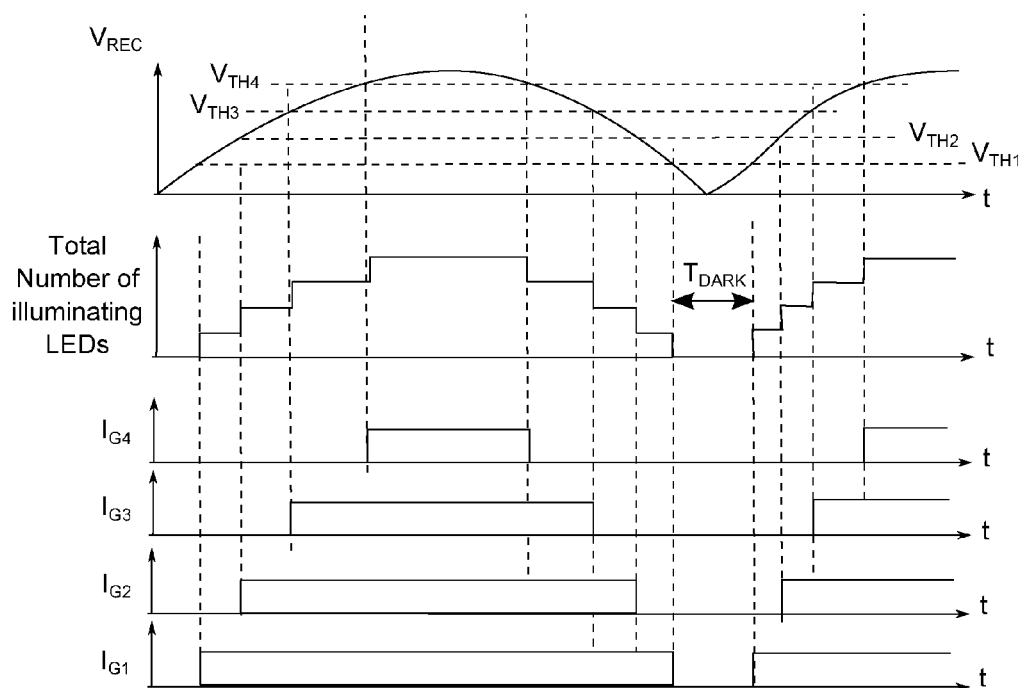 V_REC
V_TH4
V_TH3
V_TH2
V_TH1
t
Total
Number of
illuminating
LEDs
T_DARK
t
I_G4
t
I_G3
t
I_G2
t
I_G1
t